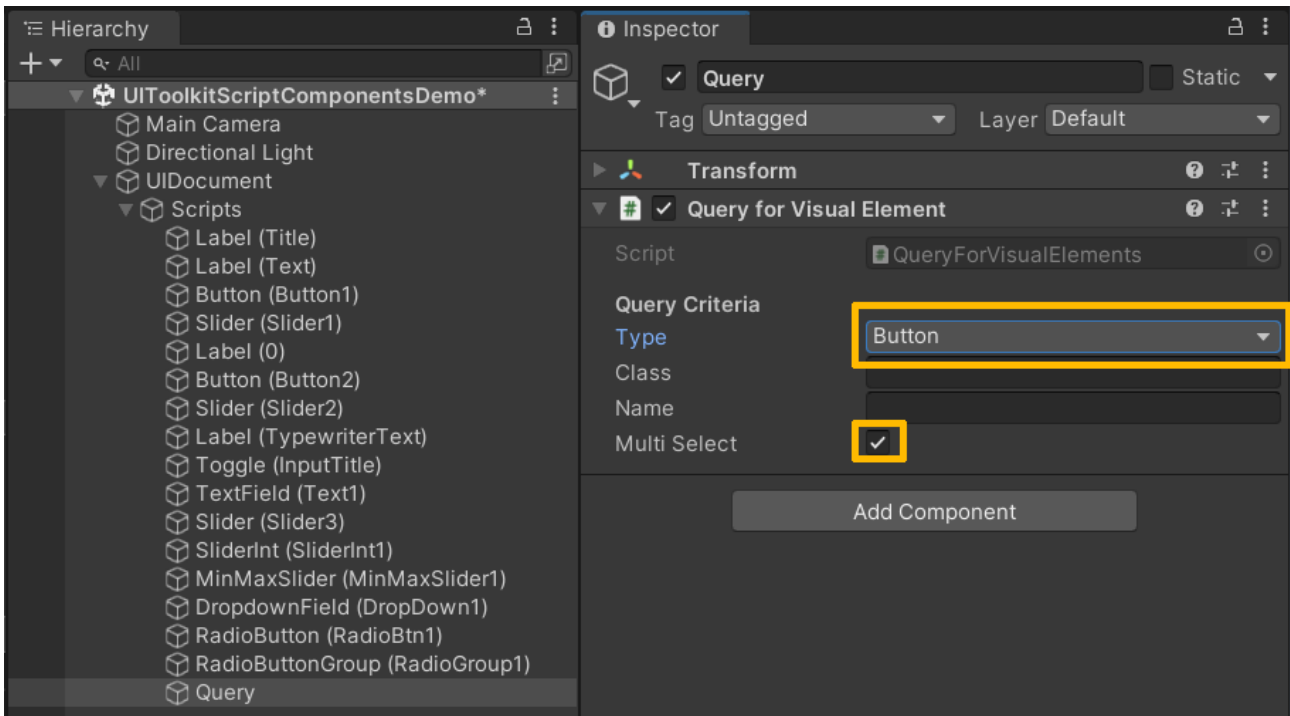 Hierarchy
All
UIToolkitScriptComponentsDemo*
Main Camera
Directional Light
UIDocument
Scripts
Label (Title)
Label (Text)
Button (Button1)
Slider (Slider1)
Label (0)
Button (Button2)
Slider (Slider2)
Label (TypewriterText)
Toggle (InputTitle)
TextField (Text1)
Slider (Slider3)
SliderInt (SliderInt1)
MinMaxSlider (MinMaxSlider1)
DropdownField (DropDown1)
RadioButton (RadioBtn1)
RadioButtonGroup (RadioGroup1)
Query
Inspector
Query Static
Tag Untagged Layer Default
Transform
# Query for Visual Element
Script QueryForVisualElements
Query Criteria
Type Button
Class
Name
Multi Select
Add Component